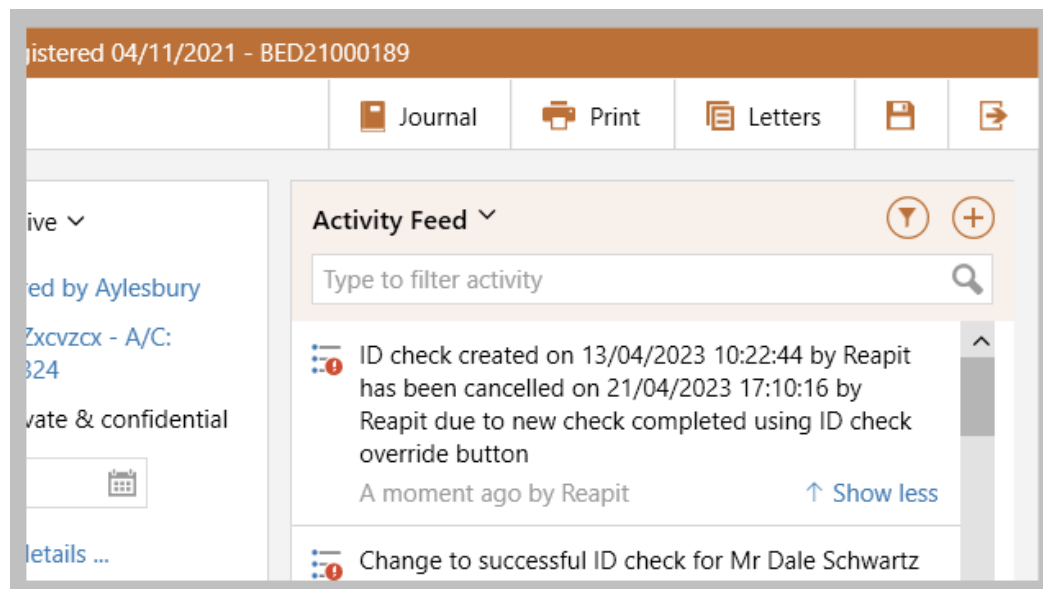 gistered 04/11/2021 - BED21000189
Journal
Print
Letters
ive
red by Aylesbury
Zxcvzcx - A/C:
324
vate & confidential
details ...
Activity Feed
Type to filter activity
ID check created on 13/04/2023 10:22:44 by Reapit
has been cancelled on 21/04/2023 17:10:16 by
Reapit due to new check completed using ID check
override button
A moment ago by Reapit
↑ Show less
Change to successful ID check for Mr Dale Schwartz